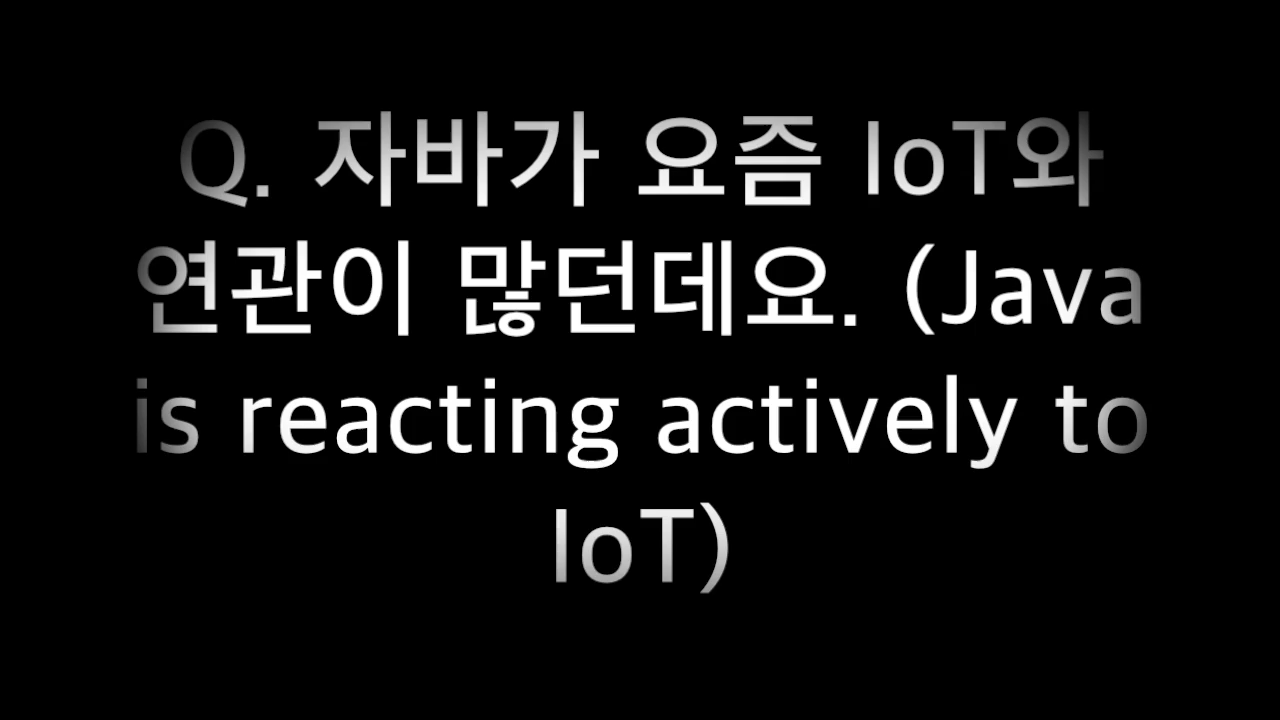 Q. 자바가 요즘 IoT와
연관이 많던데요. (Java
is reacting actively to
IoT)